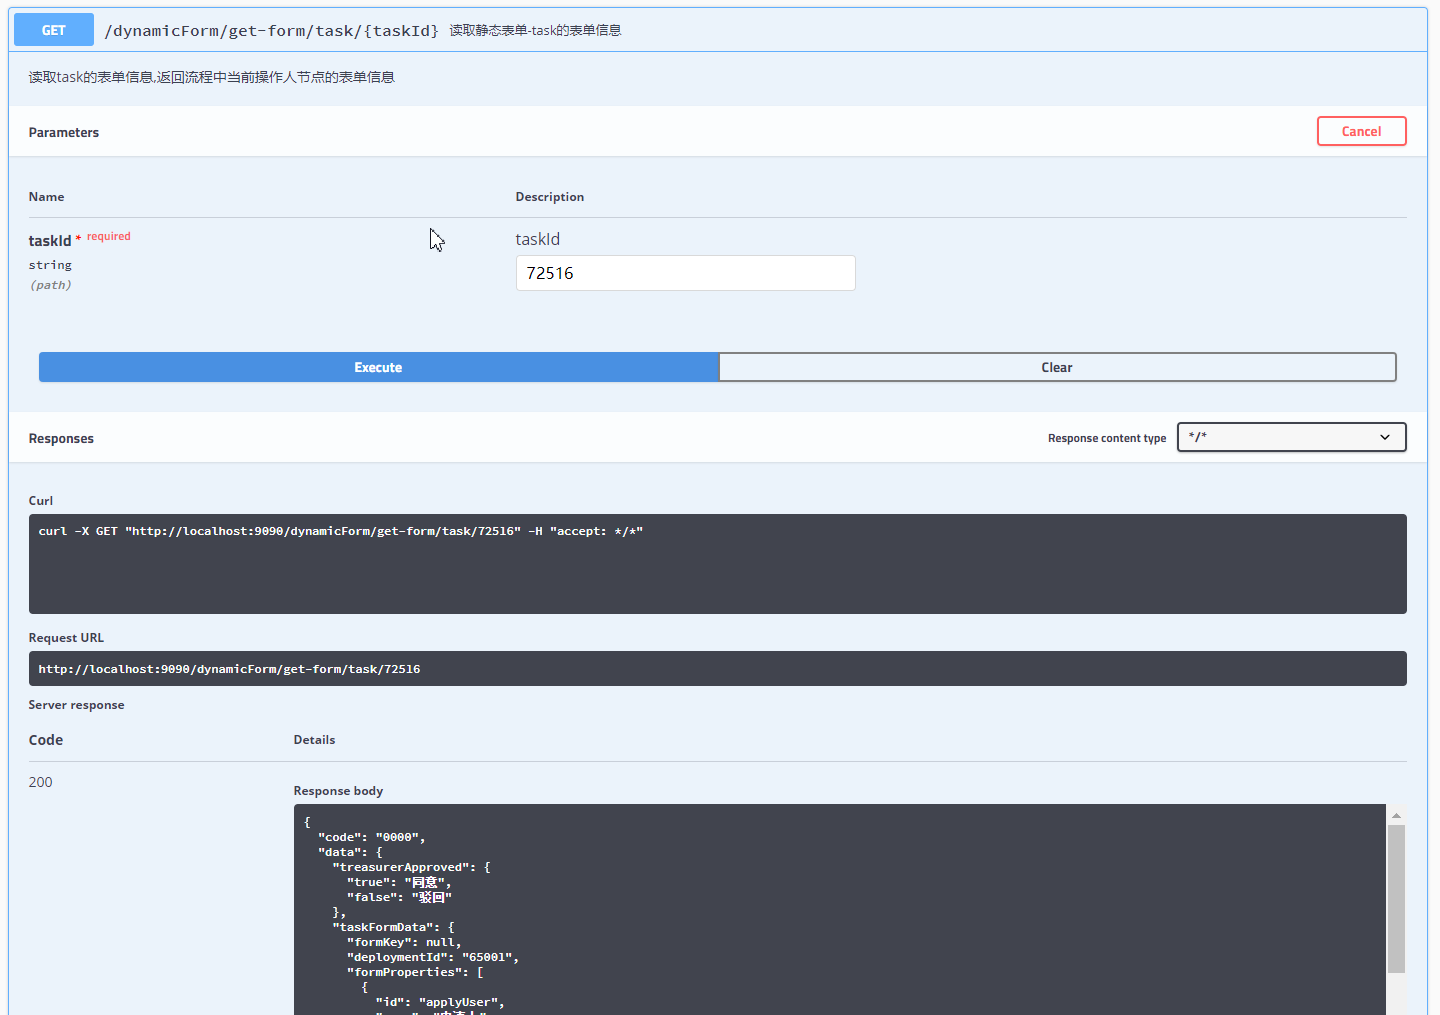 GET /dynamicForm/get-form/task/{taskId} 读取静态表单-task的表单信息
读取task的表单信息,返回流程中当前操作人节点的表单信息
Parameters
Cancel
Name Description
taskId * required
string
(path)
taskId
72516
Execute
Clear
Responses
Response content type */*
Curl
curl -X GET "http://localhost:9090/dynamicForm/get-form/task/72516" -H "accept: */*"
Request URL
http://localhost:9090/dynamicForm/get-form/task/72516
Server response
Code Details
200
Response body
{
"code": "0000",
"data": {
"treasurerApproved": {
"true": "同意",
"false": "驳回"
},
"taskFormData": {
"formKey": null,
"deploymentId": "65001",
"formProperties": [
{
"id": "applyUser",